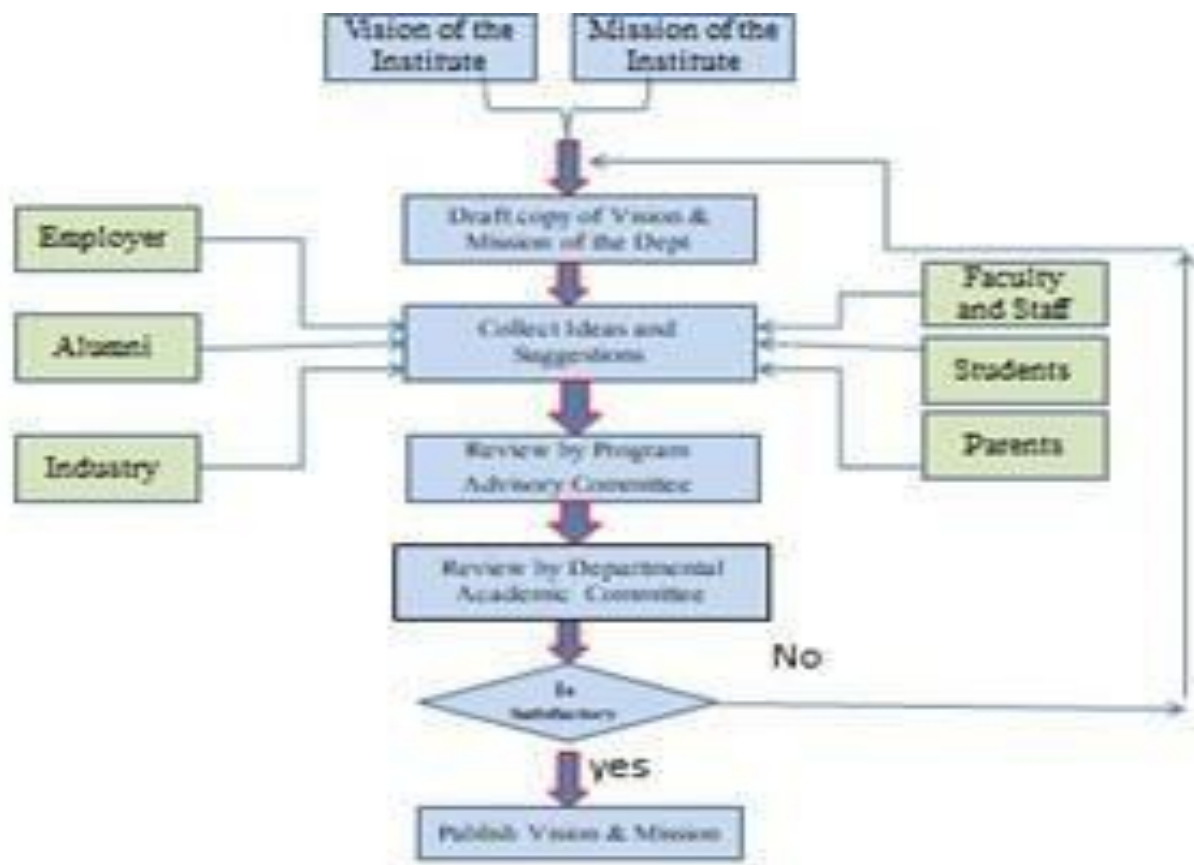 Vision of the
Institute
Mission of the
Institute
Draft copy of Vision &
Mission of the Dept
Employer
Alumni
Industry
Collect Ideas and
Suggestions
Faculty
and Staff
Students
Parents
Review by Program
Advisory Committee
Review by Departmental
Academic Committee
Is
Satisfactory
No
yes
Publish Vision & Mission